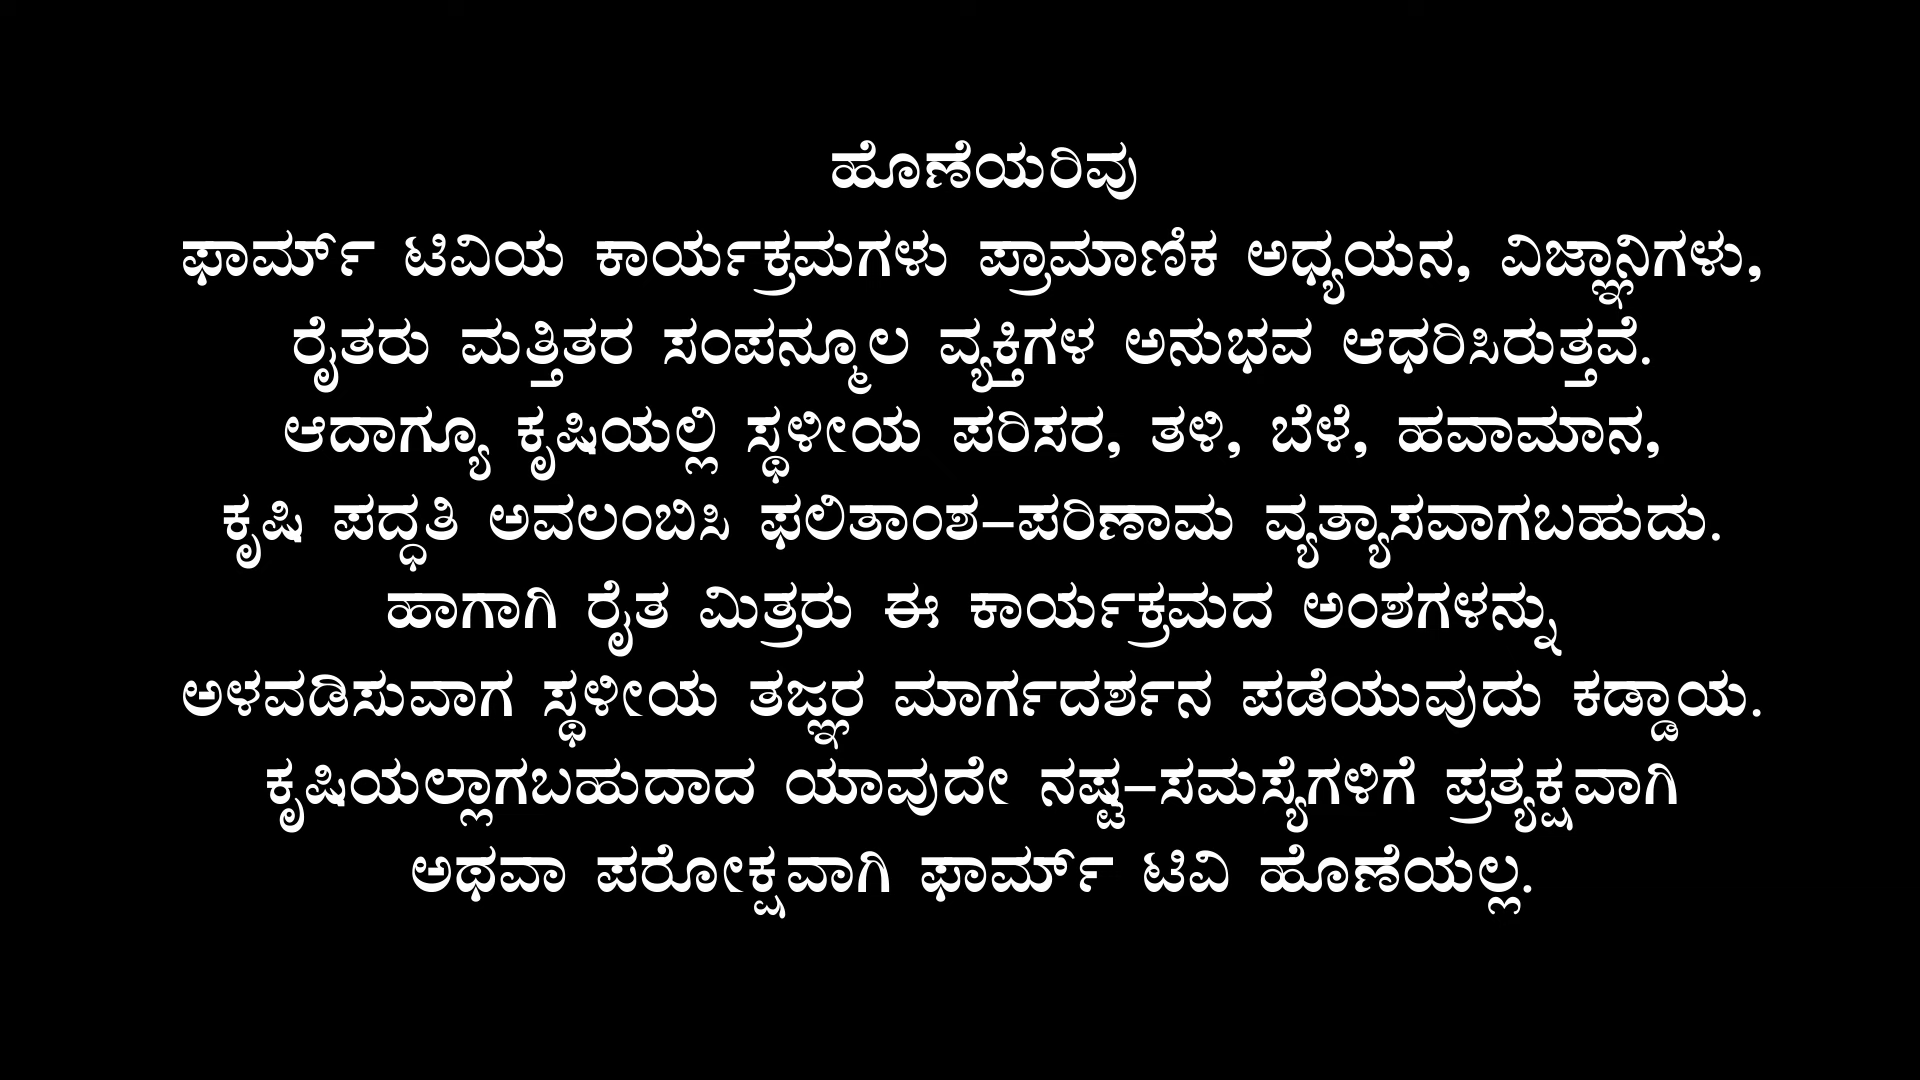 ಹೊಣೆಯರಿವು
ಫಾರ್ಮ್ ಟಿವಿಯ ಕಾರ್ಯಕ್ರಮಗಳು ಪ್ರಾಮಾಣಿಕ ಅಧ್ಯಯನ, ವಿಜ್ಞಾನಿಗಳು,
ರೈತರು ಮತ್ತಿತರ ಸಂಪನ್ಮೂಲ ವ್ಯಕ್ತಿಗಳ ಅನುಭವ ಆಧರಿಸಿರುತ್ತವೆ.
ಆದಾಗ್ಯೂ ಕೃಷಿಯಲ್ಲಿ ಸ್ಥಳೀಯ ಪರಿಸರ, ತಳಿ, ಬೆಳೆ, ಹವಾಮಾನ,
ಕೃಷಿ ಪದ್ಧತಿ ಅವಲಂಬಿಸಿ ಫಲಿತಾಂಶ–ಪರಿಣಾಮ ವ್ಯತ್ಯಾಸವಾಗಬಹುದು.
ಹಾಗಾಗಿ ರೈತ ಮಿತ್ರರು ಈ ಕಾರ್ಯಕ್ರಮದ ಅಂಶಗಳನ್ನು
ಅಳವಡಿಸುವಾಗ ಸ್ಥಳೀಯ ತಜ್ಞರ ಮಾರ್ಗದರ್ಶನ ಪಡೆಯುವುದು ಕಡ್ಡಾಯ.
ಕೃಷಿಯಲ್ಲಾಗಬಹುದಾದ ಯಾವುದೇ ನಷ್ಟ–ಸಮಸ್ಯೆಗಳಿಗೆ ಪ್ರತ್ಯಕ್ಷವಾಗಿ
ಅಥವಾ ಪರೋಕ್ಷವಾಗಿ ಫಾರ್ಮ್ ಟಿವಿ ಹೊಣೆಯಲ್ಲ.